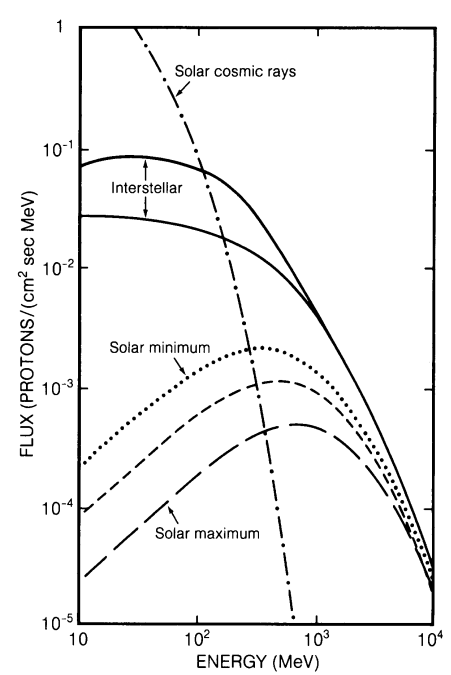 1
Solar cosmic rays
10⁻¹
Interstellar
10⁻²
Solar minimum
10⁻³
10⁻⁴
Solar maximum
10⁻⁵
10 10² 10³ 10⁴
ENERGY (MeV)
FLUX (PROTONS/(cm² sec MeV)